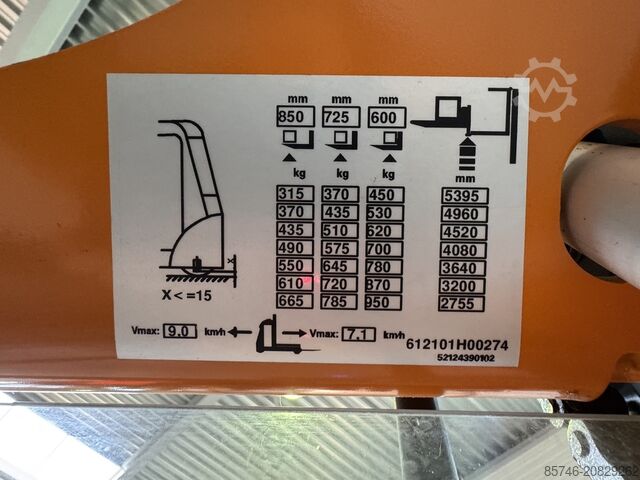 mm mm mm
850 725 600
kg kg kg mm
315 370 450 5395
370 435 530 4960
435 510 620 4520
490 575 700 4080
550 645 780 3640
610 720 870 3200
665 785 950 2755
x
X <=15
Vmax: 9.0 km/h Vmax: 7.1 km/h 612101H00274
52124390102
85746-20829262